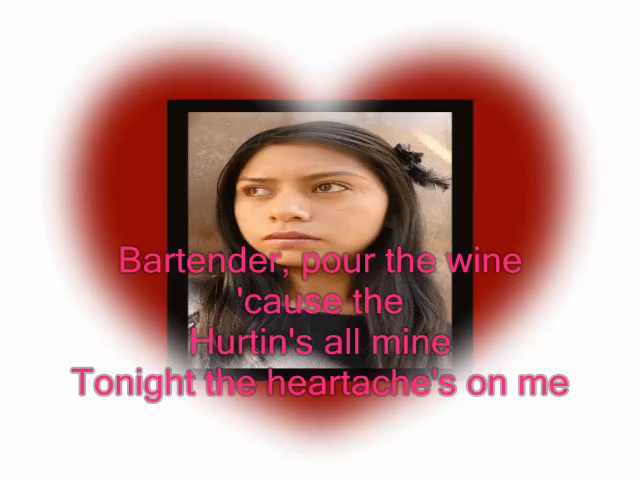 Bartender, pour the wine
'cause the
Hurtin's all mine
Tonight the heartache's on me